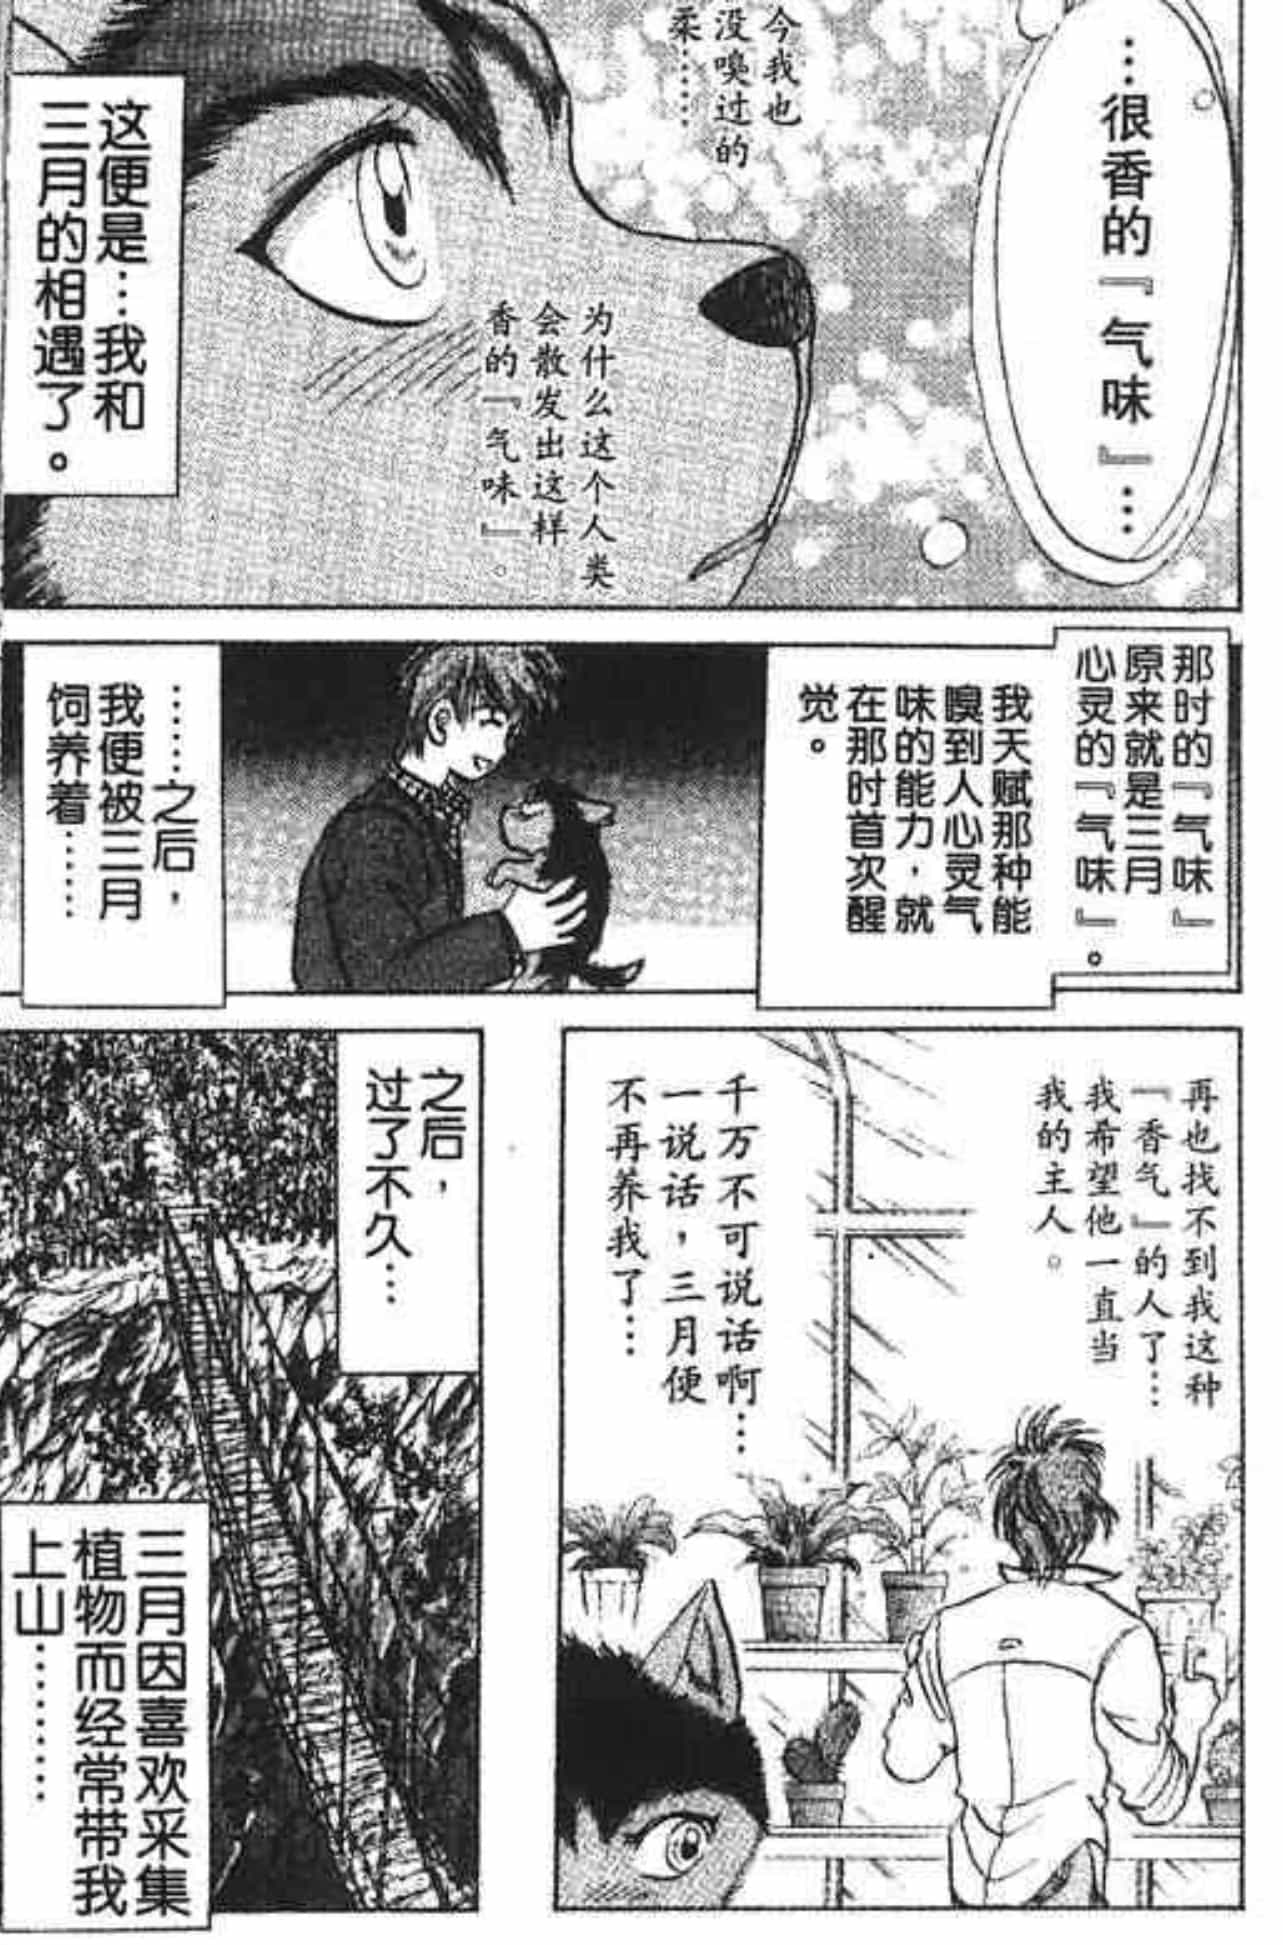 …很香的『气味』…
今我也
没嗅过的
柔……
为什么这个人类
会散发出这样
香的『气味』。
这便是…我和
三月的相遇了。
那时的『气味』
原来就是三月
心灵的『气味』。
我天赋那种能
嗅到人心灵气
味的能力，就
在那时首次醒
觉。
……之后，
我便被三月
饲养着……
再也找不到我这种
『香气』的人了…
我希望他一直当
我的主人。
千万不可说话啊…
一说话，三月便
不再养我了…
之后，
过了不久…
三月因喜欢采集
植物而经常带我
上山………